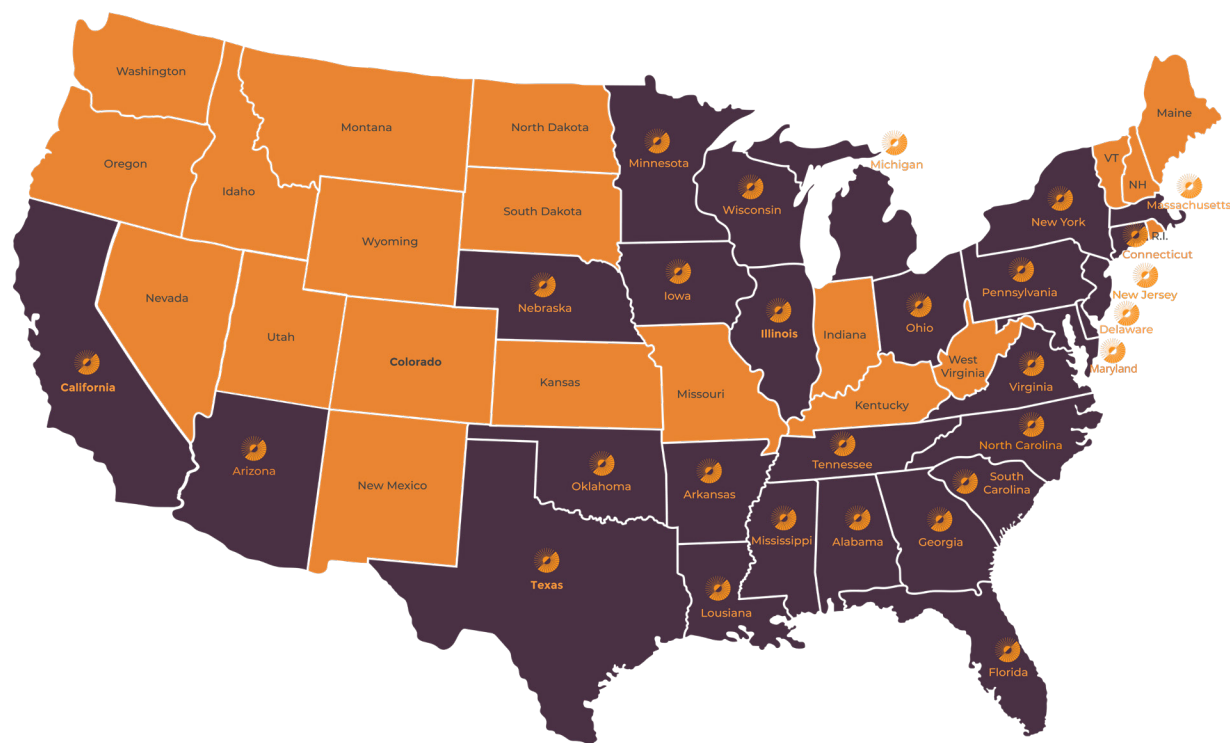 Washington
Montana
North Dakota
Minnesota
Michigan
Maine
VT
NH
Massachusetts
Oregon
Idaho
South Dakota
Wisconsin
New York
R.I.
Connecticut
Wyoming
Nebraska
Iowa
Pennsylvania
New Jersey
Nevada
Utah
Colorado
Kansas
Illinois
Indiana
Ohio
Delaware
Maryland
California
Missouri
West
Virginia
Virginia
Kentucky
North Carolina
Arizona
New Mexico
Oklahoma
Arkansas
Tennessee
South
Carolina
Mississippi
Alabama
Georgia
Texas
Lousiana
Florida